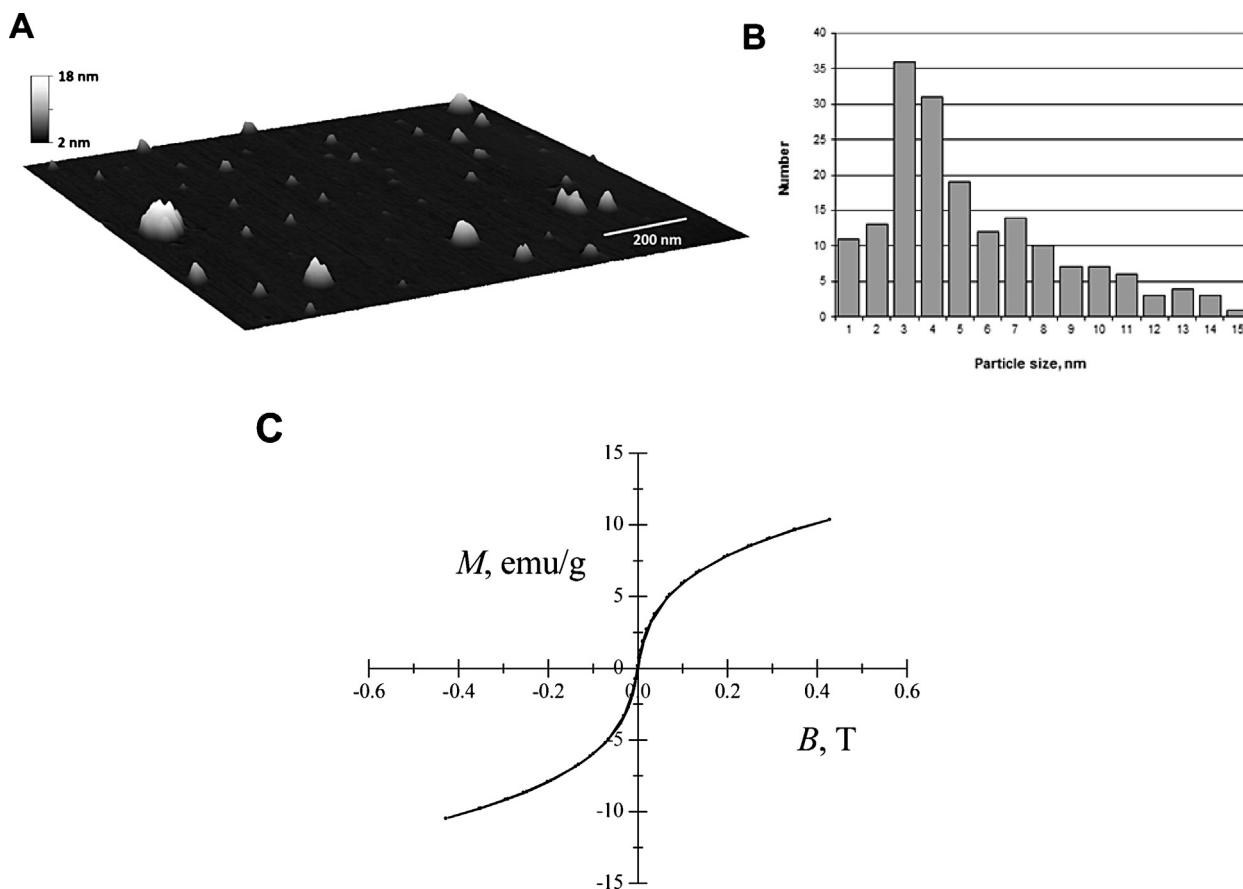 A
18 nm
2 nm
200 nm
B
40
35
30
25
20
15
10
5
0
Number
1 2 3 4 5 6 7 8 9 10 11 12 13 14 15
Particle size, nm
C
15
10
M, emu/g
5
0
-0.6 -0.4 -0.2 0.0 0.2 0.4 0.6
B, T
-5
-10
-15